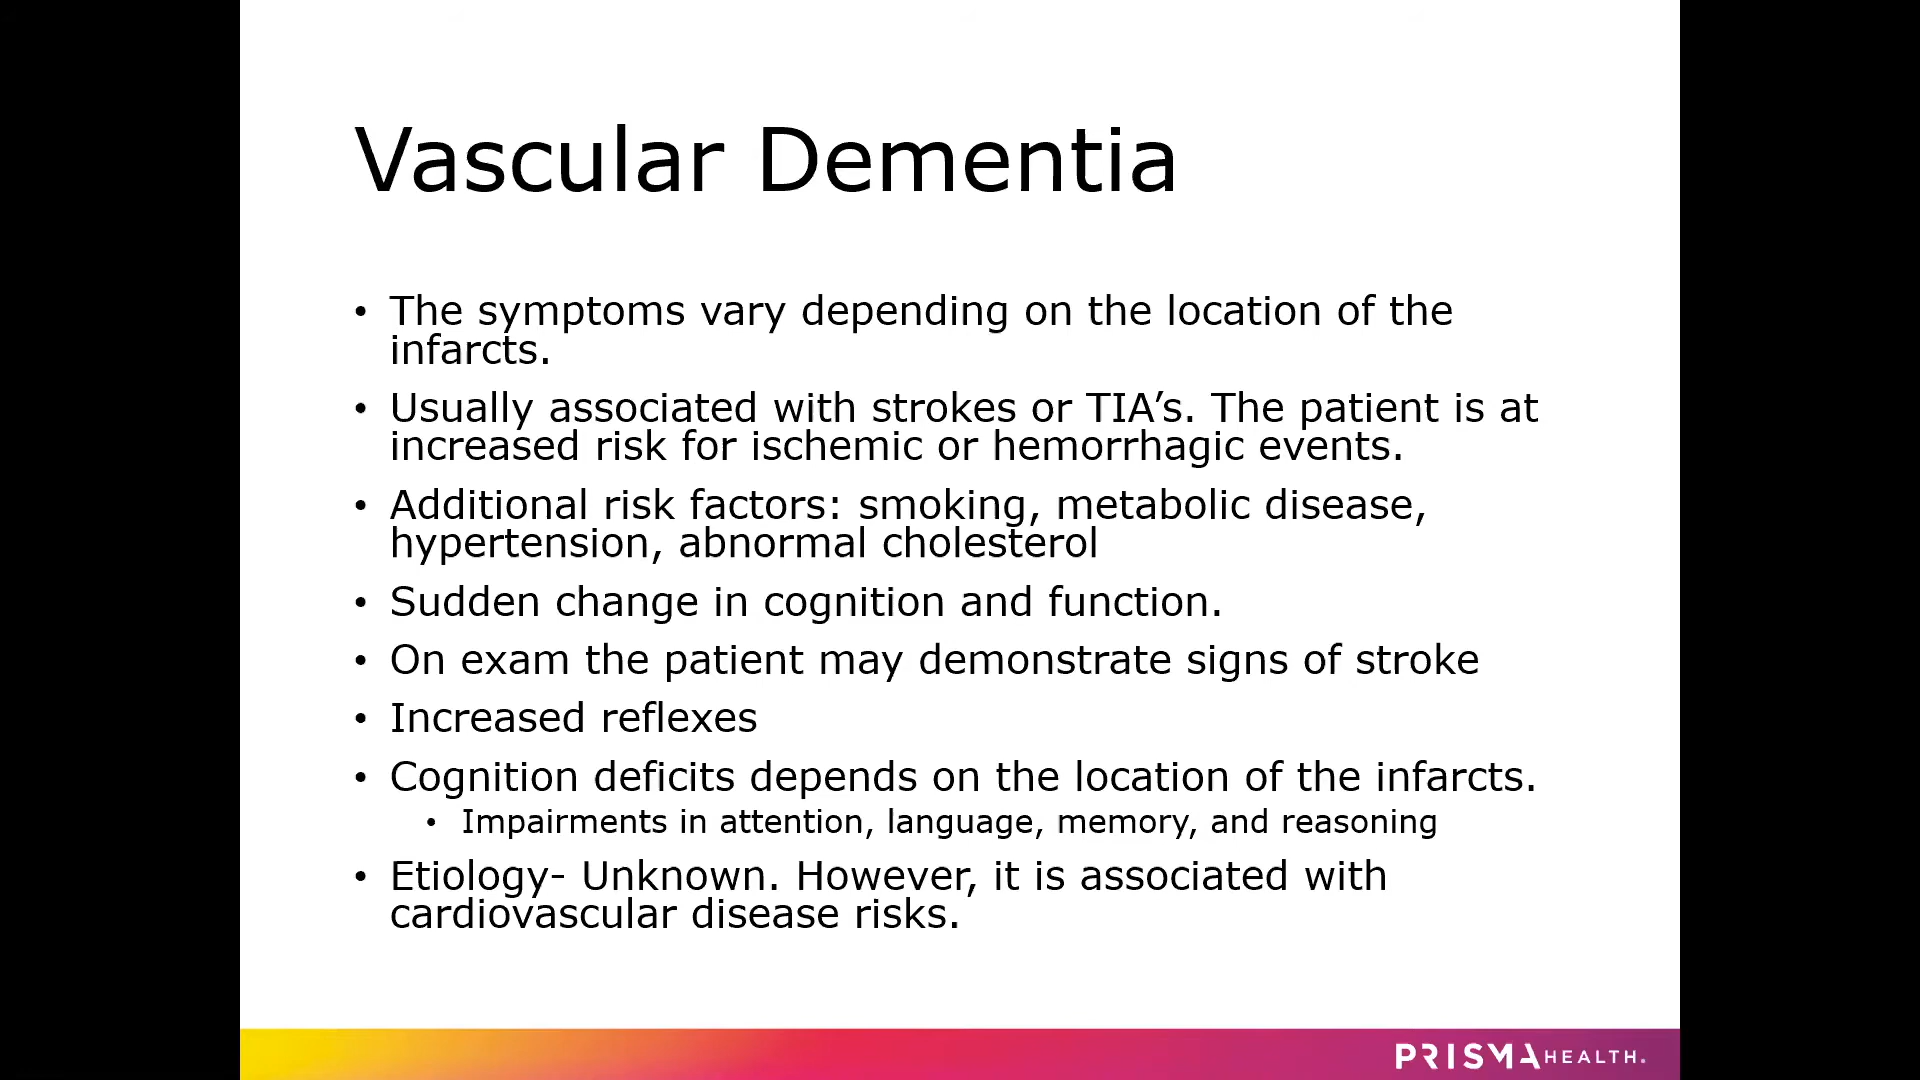 Vascular Dementia
• The symptoms vary depending on the location of the
infarcts.
• Usually associated with strokes or TIA’s. The patient is at
increased risk for ischemic or hemorrhagic events.
• Additional risk factors: smoking, metabolic disease,
hypertension, abnormal cholesterol
• Sudden change in cognition and function.
• On exam the patient may demonstrate signs of stroke
• Increased reflexes
• Cognition deficits depends on the location of the infarcts.
• Impairments in attention, language, memory, and reasoning
• Etiology- Unknown. However, it is associated with
cardiovascular disease risks.
PRISMA HEALTH.